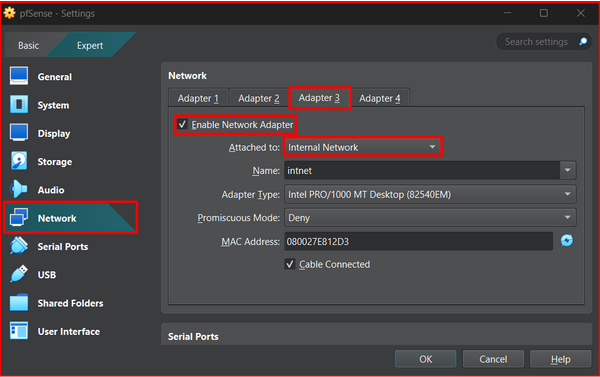 pfSense - Settings
Basic Expert
Search settings
General
System
Display
Storage
Audio
Network
Serial Ports
USB
Shared Folders
User Interface
Network
Adapter 1 Adapter 2 Adapter 3 Adapter 4
Enable Network Adapter
Attached to: Internal Network
Name: intnet
Adapter Type: Intel PRO/1000 MT Desktop (82540EM)
Promiscuous Mode: Deny
MAC Address: 080027E812D3
Cable Connected
Serial Ports
OK Cancel Help